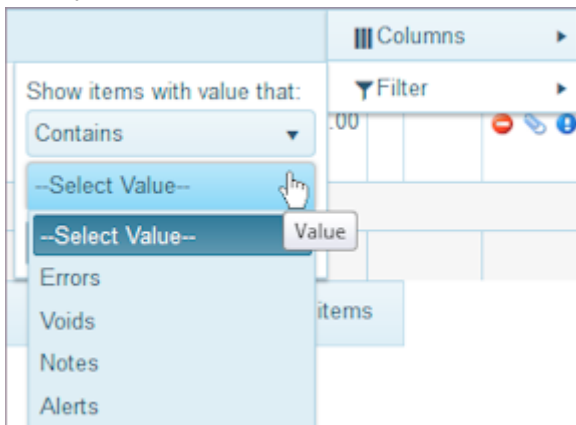 Columns
Show items with value that:
Filter
Contains
.00
--Select Value--
--Select Value--
Value
Errors
items
Voids
Notes
Alerts